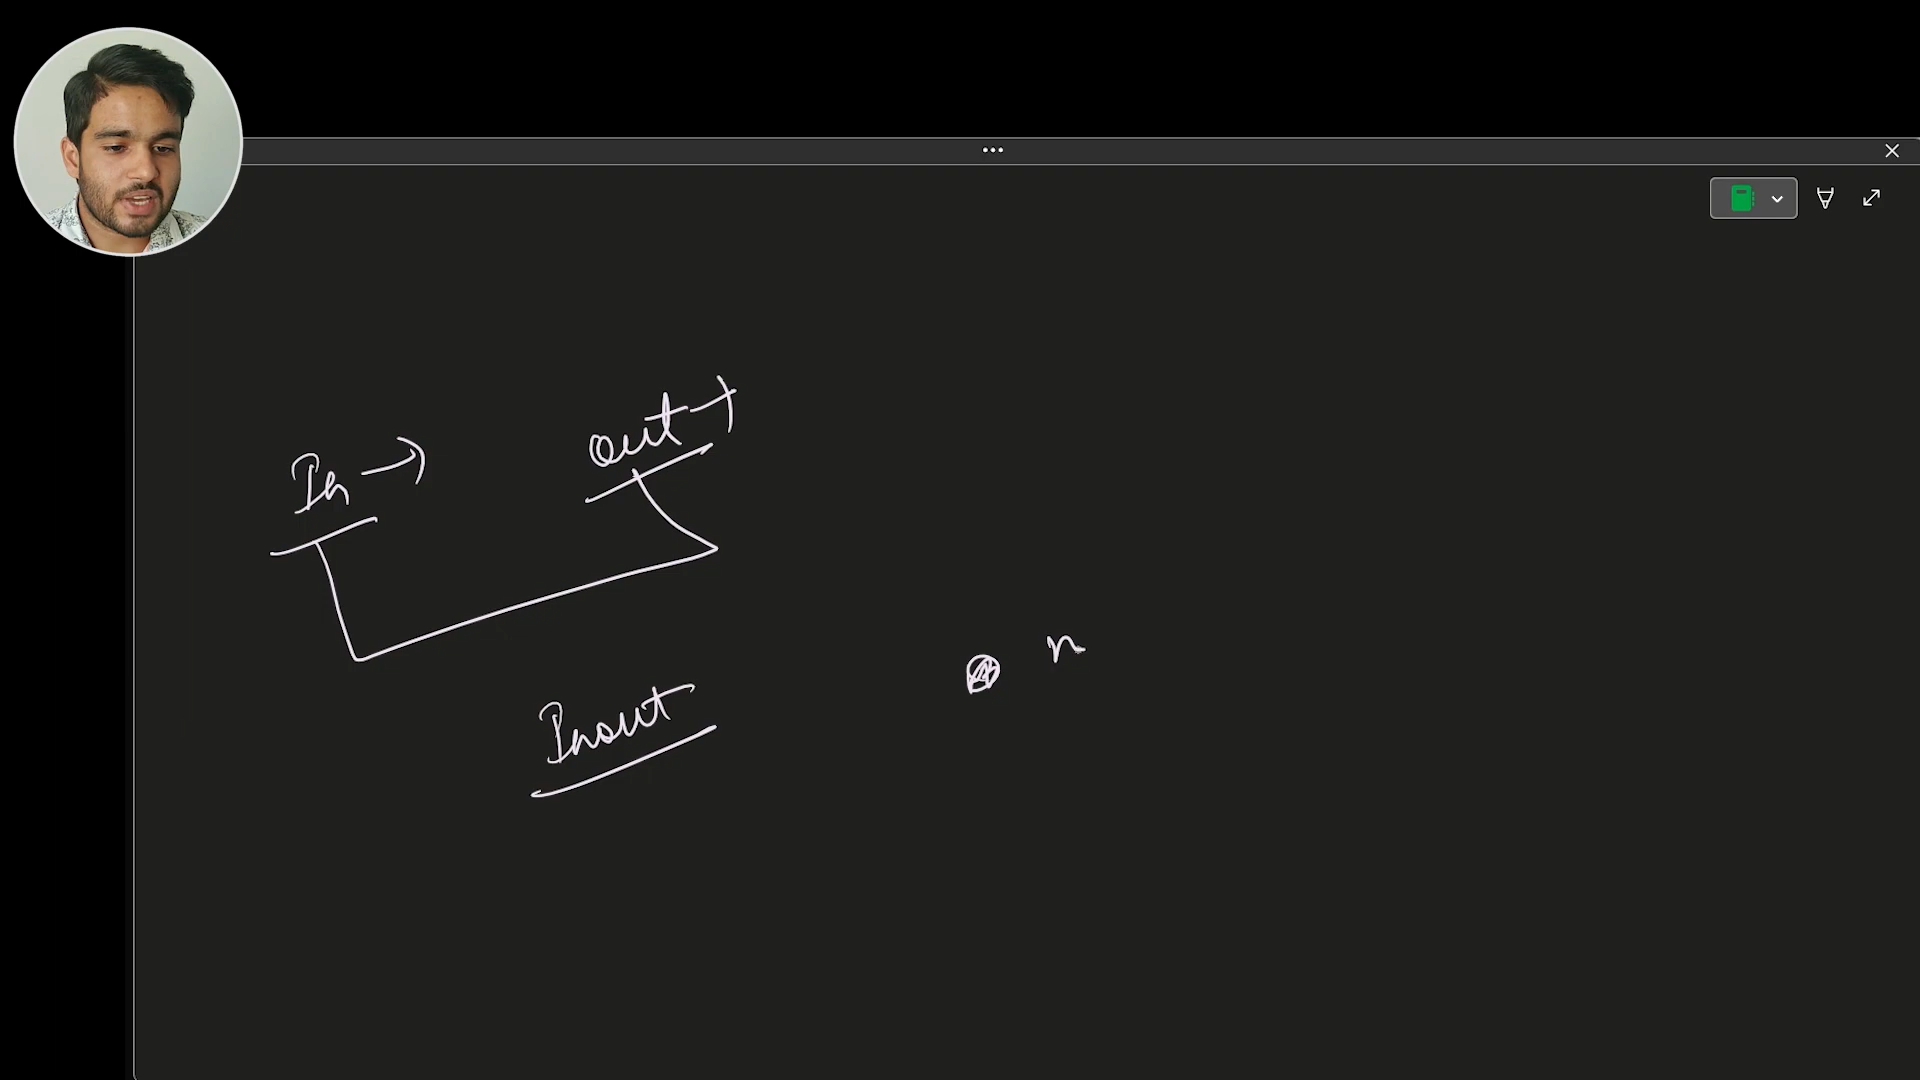 out →
In →
Inout
n